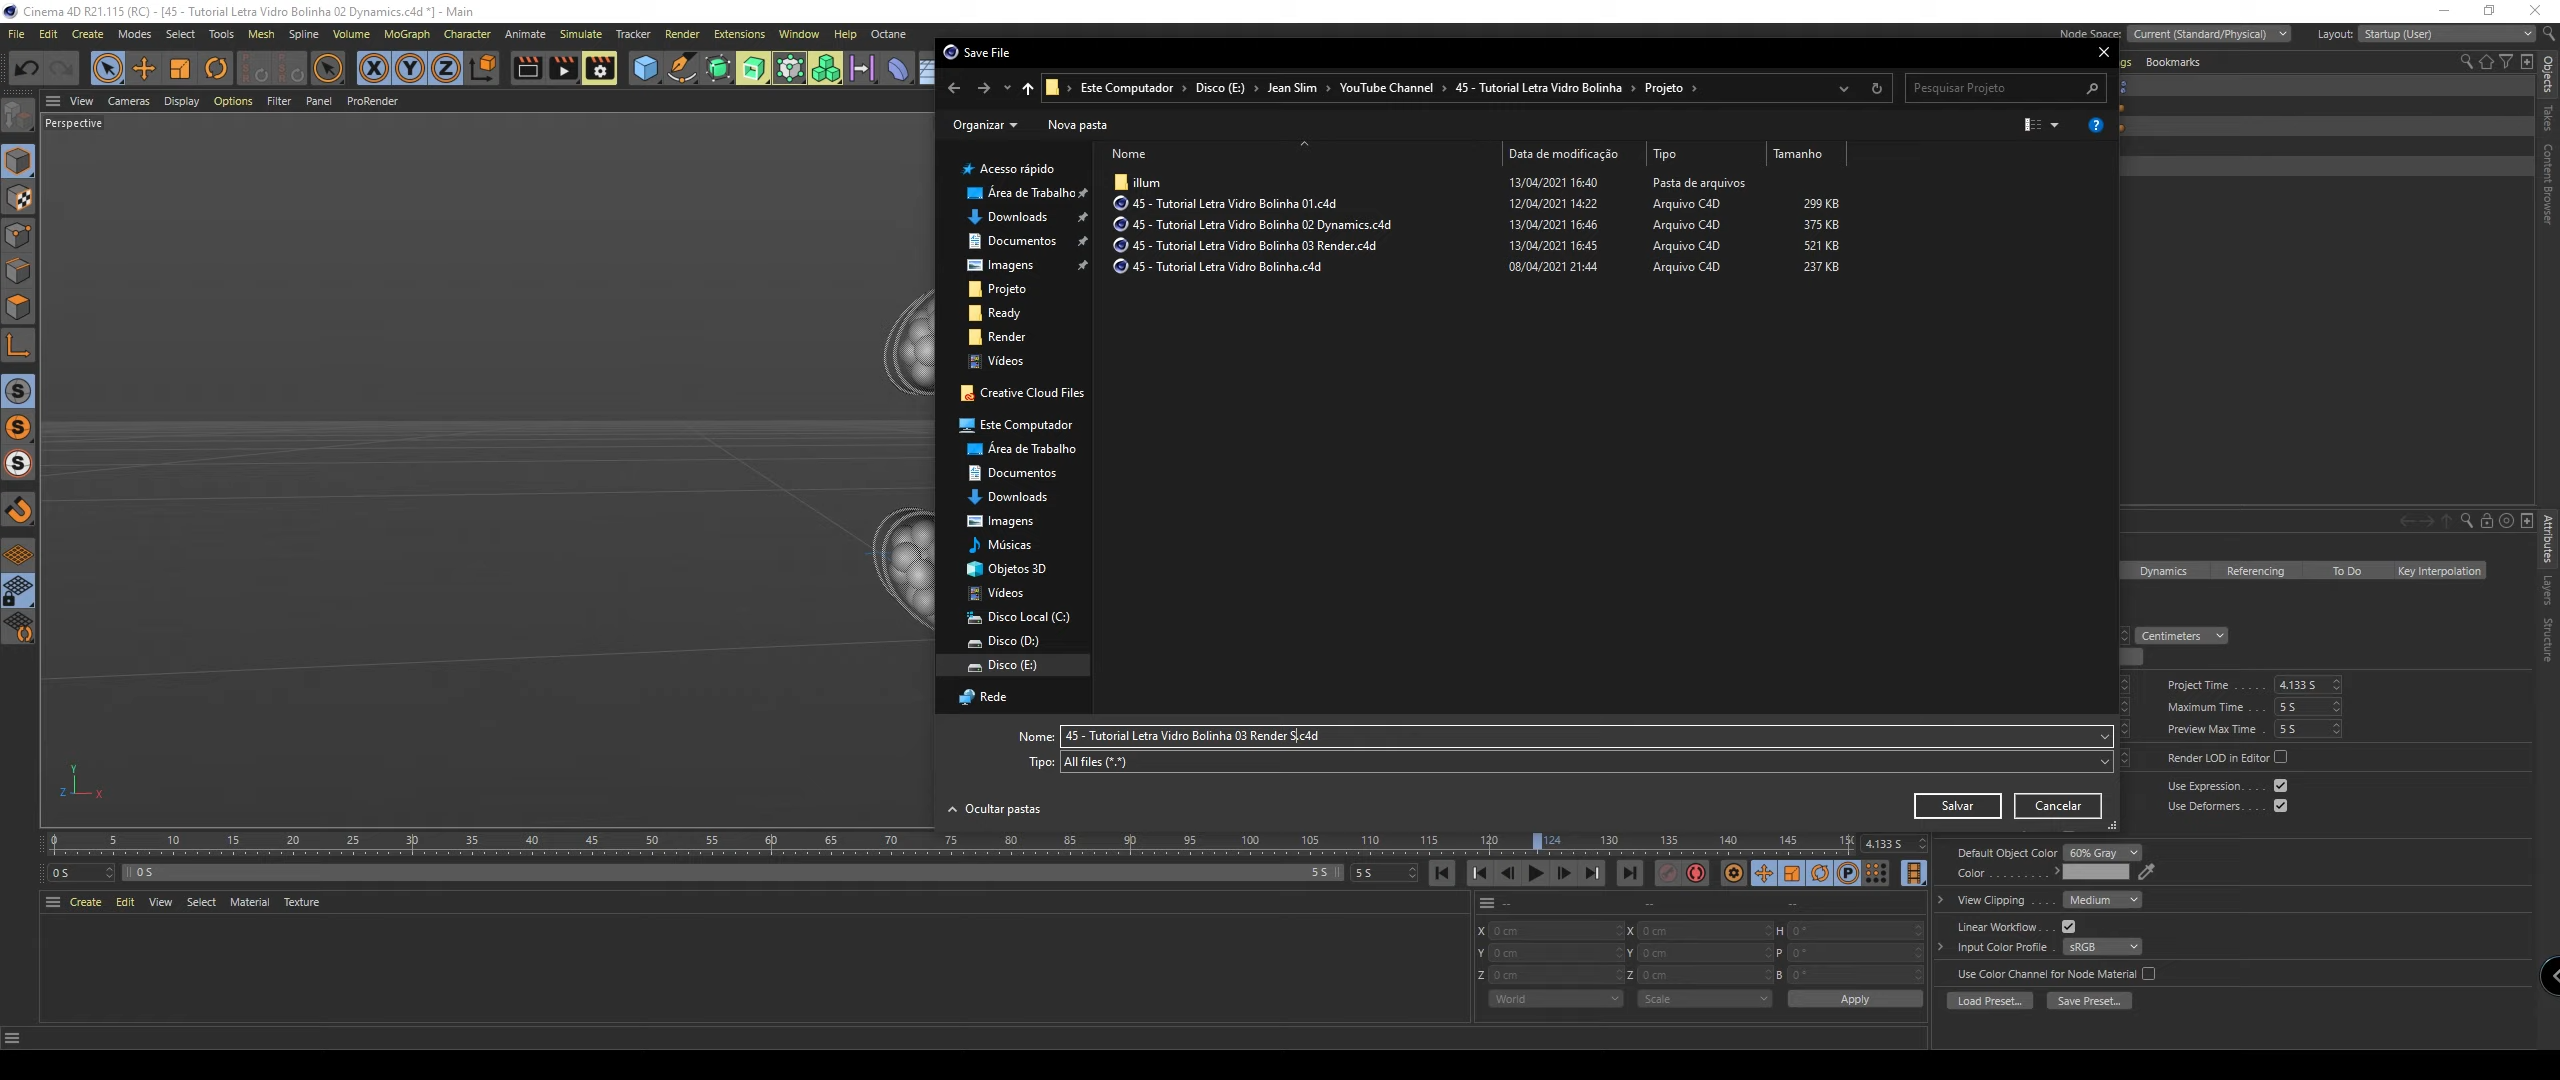 Cinema 4D R21.115 (RC) - [45 - Tutorial Letra Vidro Bolinha 02 Dynamics.c4d *] - Main
File Edit Create Modes Select Tools Mesh Spline Volume MoGraph Character Animate Simulate Tracker Render Extensions Window Help Octane
Node Space: Current (Standard/Physical) Layout: Startup (User)
Save File
Este Computador Disco (E:) Jean Slim YouTube Channel 45 - Tutorial Letra Vidro Bolinha Projeto
Pesquisar Projeto
Organizar Nova pasta
gs Bookmarks
View Cameras Display Options Filter Panel ProRender
Perspective
Nome Data de modificação Tipo Tamanho
illum 13/04/2021 16:40 Pasta de arquivos
45 - Tutorial Letra Vidro Bolinha 01.c4d 12/04/2021 14:22 Arquivo C4D 299 KB
45 - Tutorial Letra Vidro Bolinha 02 Dynamics.c4d 13/04/2021 16:46 Arquivo C4D 375 KB
45 - Tutorial Letra Vidro Bolinha 03 Render.c4d 13/04/2021 16:45 Arquivo C4D 521 KB
45 - Tutorial Letra Vidro Bolinha.c4d 08/04/2021 21:44 Arquivo C4D 237 KB
Acesso rápido
Área de Trabalho
Downloads
Documentos
Imagens
Projeto
Ready
Render
Vídeos
Creative Cloud Files
Este Computador
Área de Trabalho
Documentos
Downloads
Imagens
Músicas
Objetos 3D
Vídeos
Disco Local (C:)
Disco (D:)
Disco (E:)
Rede
Nome: 45 - Tutorial Letra Vidro Bolinha 03 Render S.c4d
Tipo: All files (*.*)
Ocultar pastas Salvar Cancelar
Objects
Takes
Content Browser
Attributes
Layers
Structure
Dynamics Referencing To Do Key Interpolation
Centimeters
Project Time 4.133 S
Maximum Time 5 S
Preview Max Time 5 S
Render LOD in Editor
Use Expression
Use Deformers
Default Object Color 60% Gray
Color
View Clipping Medium
Linear Workflow
Input Color Profile sRGB
Use Color Channel for Node Material
Load Preset... Save Preset...
Y
Z X
0 5 10 15 20 25 30 35 40 45 50 55 60 65 70 75 80 85 90 95 100 105 110 115 120 124 130 135 140 145 4.133 S
0 S 0 S 5 S 5 S
Create Edit View Select Material Texture
-- -- --
X 0 cm X 0 cm H 0 °
Y 0 cm Y 0 cm P 0 °
Z 0 cm Z 0 cm B 0 °
World Scale Apply